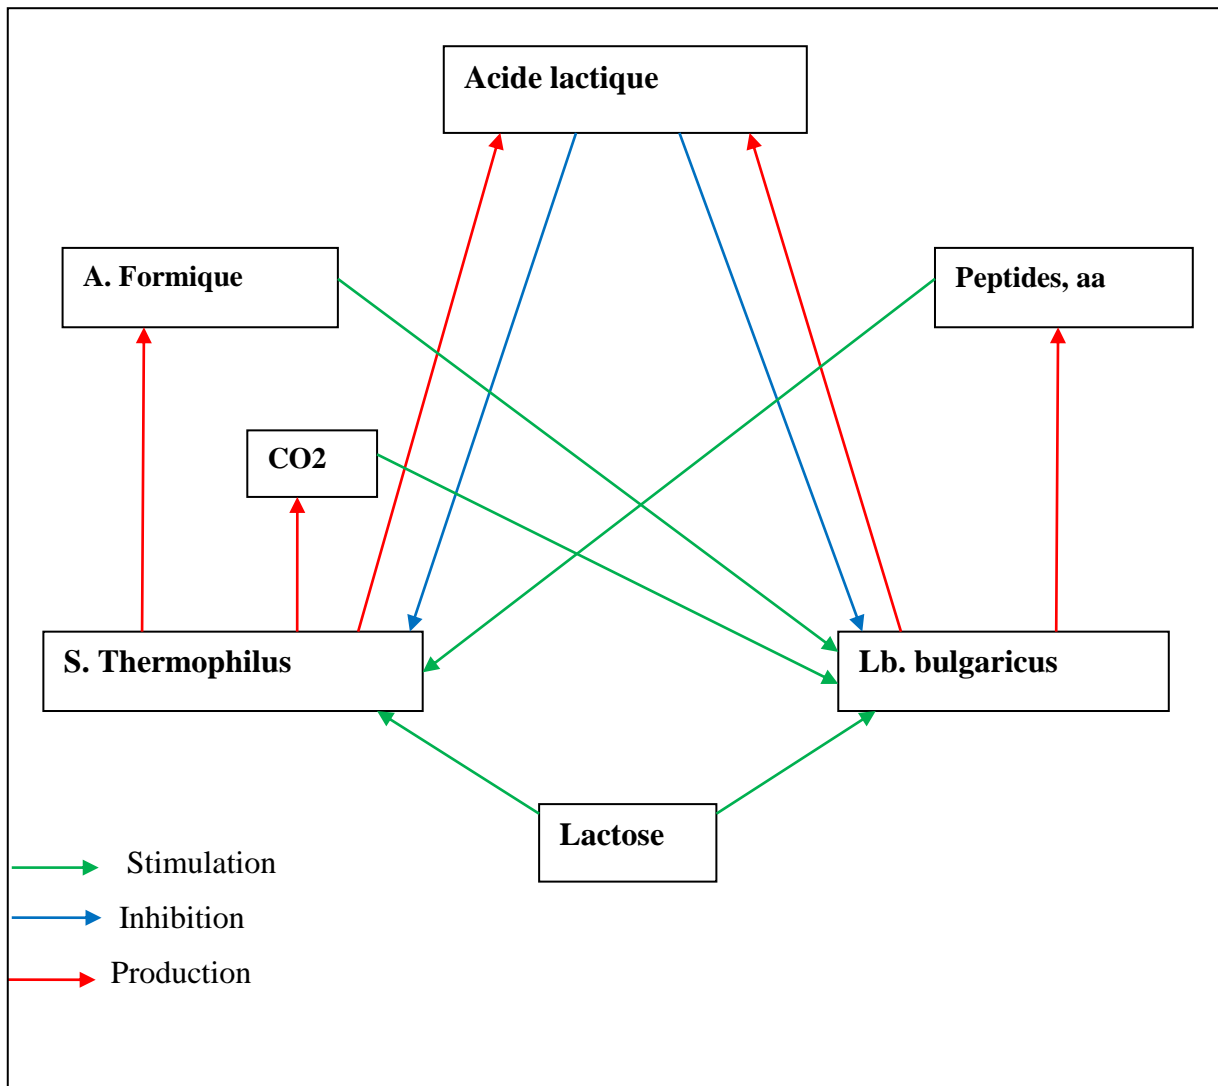 Acide lactique
A. Formique
Peptides, aa
CO2
S. Thermophilus
Lb. bulgaricus
Lactose
Stimulation
Inhibition
Production